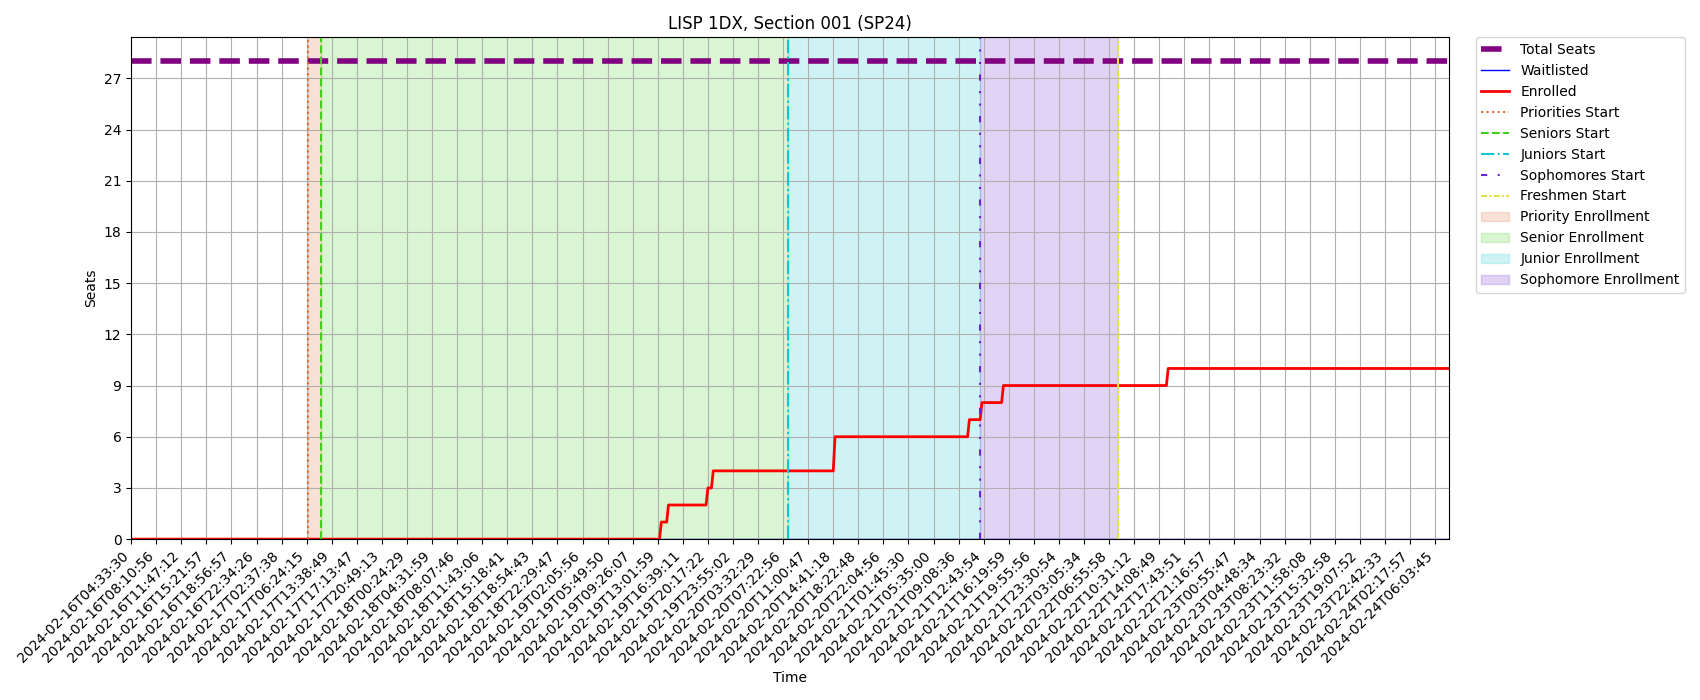 LISP 1DX, Section 001 (SP24)
Total Seats
Waitlisted
Enrolled
Priorities Start
Seniors Start
Juniors Start
Sophomores Start
Freshmen Start
Priority Enrollment
Senior Enrollment
Junior Enrollment
Sophomore Enrollment
Seats
27
24
21
18
15
12
9
6
3
0
2024-02-16T04:33:30
2024-02-16T08:10:56
2024-02-16T11:47:12
2024-02-16T15:21:57
2024-02-16T18:56:57
2024-02-16T22:34:26
2024-02-17T02:37:38
2024-02-17T06:24:15
2024-02-17T13:38:49
2024-02-17T17:13:47
2024-02-17T20:49:13
2024-02-18T00:24:29
2024-02-18T04:31:59
2024-02-18T08:07:46
2024-02-18T11:43:06
2024-02-18T15:18:41
2024-02-18T18:54:43
2024-02-18T22:29:47
2024-02-19T02:05:56
2024-02-19T05:49:50
2024-02-19T09:26:07
2024-02-19T13:01:59
2024-02-19T16:39:11
2024-02-19T20:17:22
2024-02-19T23:55:02
2024-02-20T03:32:29
2024-02-20T07:22:56
2024-02-20T11:00:47
2024-02-20T14:41:18
2024-02-20T18:22:48
2024-02-20T22:04:56
2024-02-21T01:45:30
2024-02-21T05:35:00
2024-02-21T09:08:36
2024-02-21T12:43:54
2024-02-21T16:19:59
2024-02-21T19:55:56
2024-02-21T23:30:54
2024-02-22T03:05:34
2024-02-22T06:55:58
2024-02-22T10:31:12
2024-02-22T14:08:49
2024-02-22T17:43:51
2024-02-22T21:16:57
2024-02-23T00:55:47
2024-02-23T04:48:34
2024-02-23T08:23:32
2024-02-23T11:58:08
2024-02-23T15:32:58
2024-02-23T19:07:52
2024-02-23T22:42:33
2024-02-24T02:17:57
2024-02-24T06:03:45
Time